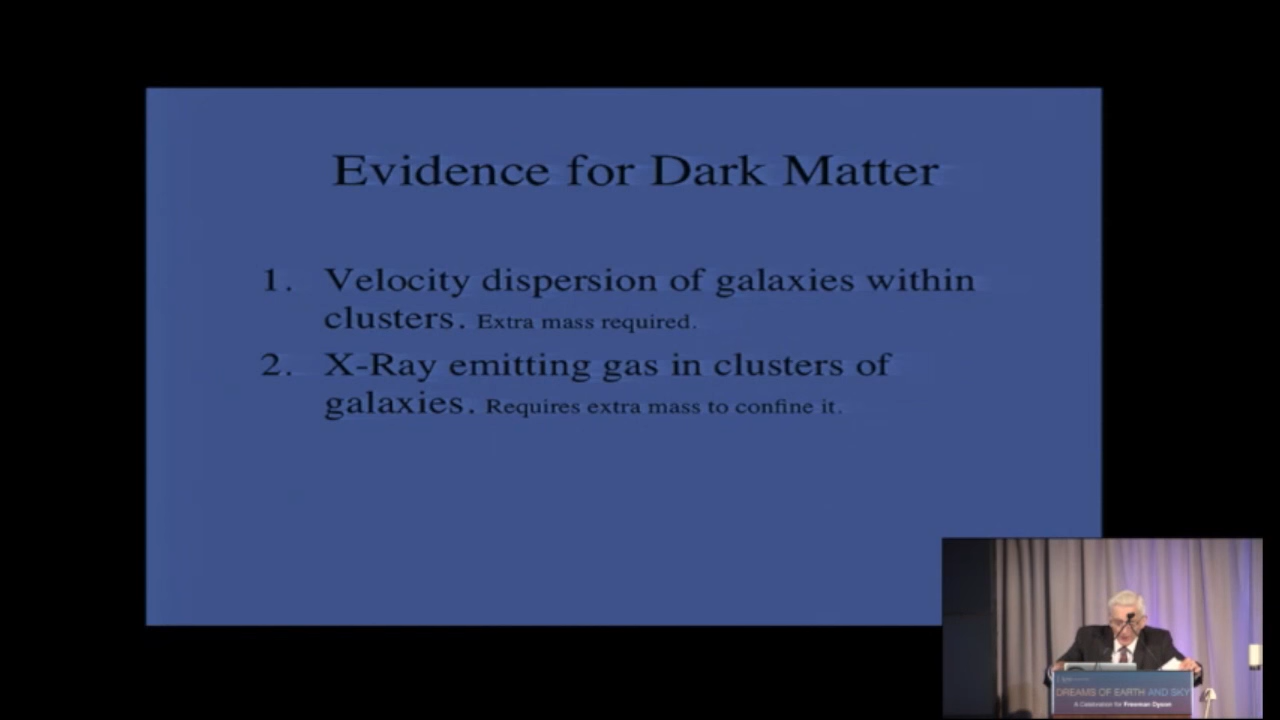 Evidence for Dark Matter
1. Velocity dispersion of galaxies within
clusters. Extra mass required.
2. X-Ray emitting gas in clusters of
galaxies. Requires extra mass to confine it.
DREAMS OF EARTH AND SKY
A Celebration for Freeman Dyson